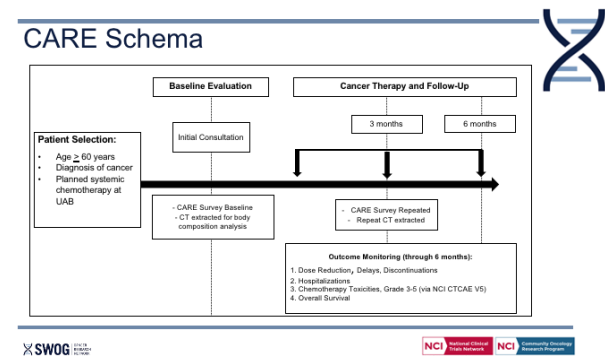 CARE Schema
Baseline Evaluation
Cancer Therapy and Follow-Up
Initial Consultation
3 months
6 months
Patient Selection:
• Age ≥ 60 years
• Diagnosis of cancer
• Planned systemic
chemotherapy at
UAB
- CARE Survey Baseline
- CT extracted for body
composition analysis
- CARE Survey Repeated
- Repeat CT extracted
Outcome Monitoring (through 6 months):
1. Dose Reduction, Delays, Discontinuations
2. Hospitalizations
3. Chemotherapy Toxicities, Grade 3-5 (via NCI CTCAE V5)
4. Overall Survival
SWOG
CANCER
RESEARCH
NETWORK
NCI National Clinical
Trials Network
NCI Community Oncology
Research Program